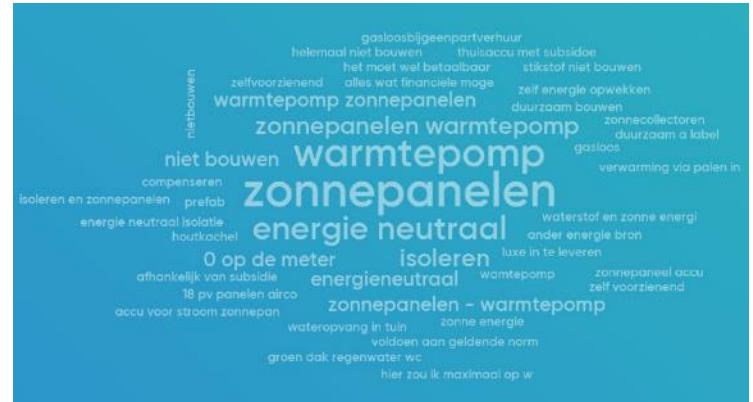 gasloosbijgeenpartverhuur
helemaal niet bouwen
thuisaccu met subsidoe
het moet wel betaalbaar
stikstof niet bouwen
nietbouwen
zelfvoorzienend
alles wat financiële moge
zelf energie opwekken
warmtepomp zonnepanelen
duurzaam bouwen
zonnepanelen warmtepomp
zonnecollectoren
duurzaam a label
niet bouwen
warmtepomp
gasloos
verwarming via palen in
compenseren
zonnepanelen
isoleren en zonnepanelen
prefab
energie neutraal isolatie
houtkachel
energie neutraal
waterstof en zonne energi
ander energie bron
0 op de meter
isoleren
luxe in te leveren
afhankelijk van subsidie
energieneutraal
wamtepomp
zonnepaneel accu
zelf voorzienend
18 pv panelen airco
zonnepanelen - warmtepomp
accu voor stroom zonnepan
wateropvang in tuin
zonne energie
voldoen aan geldende norm
groen dak regenwater wc
hier zou ik maximaal op w